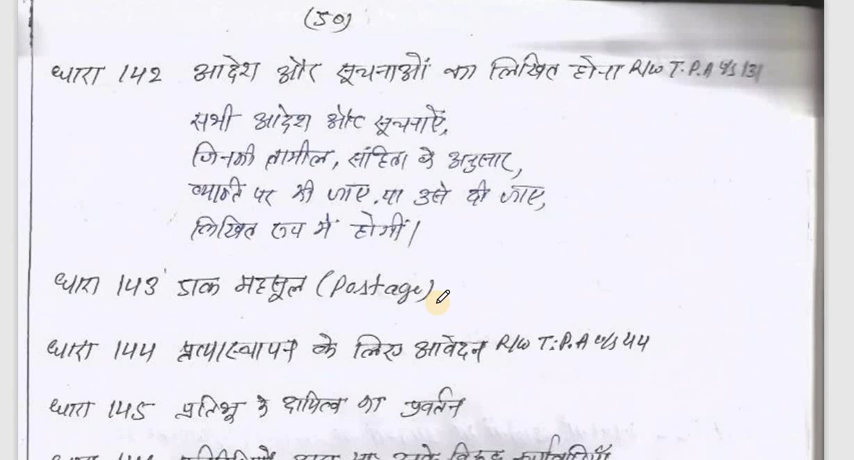 (50)
धारा 142 आदेश और सूचनाओं का लिखित होना R/w T.P.A u/s 131
सभी आदेश और सूचनाऐं,
जिनकी तामील, संहिता के अनुसार,
व्यक्ति पर की जाए, या उसे दी जाए,
लिखित रूप में होगीं।
धारा 143 डाक महसूल (Postage)
धारा 144 प्रत्यास्थापन के लिए आवेदन R/w T.P.A u/s 44
धारा 145 प्रतिभू के दायित्व का प्रवर्तन
धारा 146